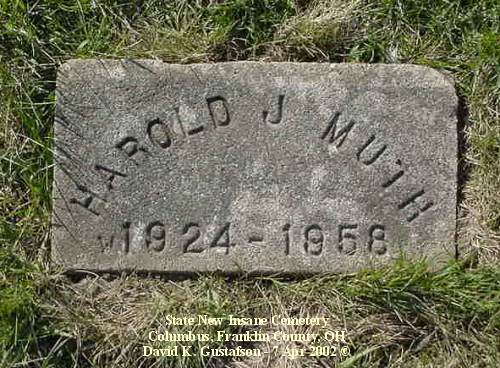 HAROLD J MUTH
1924 - 1958
State New Insane Cemetery
Columbus, Franklin County, OH
David K. Gustafson - 7 Apr 2002 ©